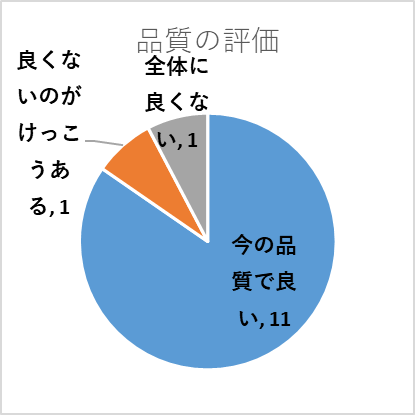 品質の評価
良くな
いのが
けっこ
うあ
る, 1
全体に
良くな
い, 1
今の品
質で良
い, 11